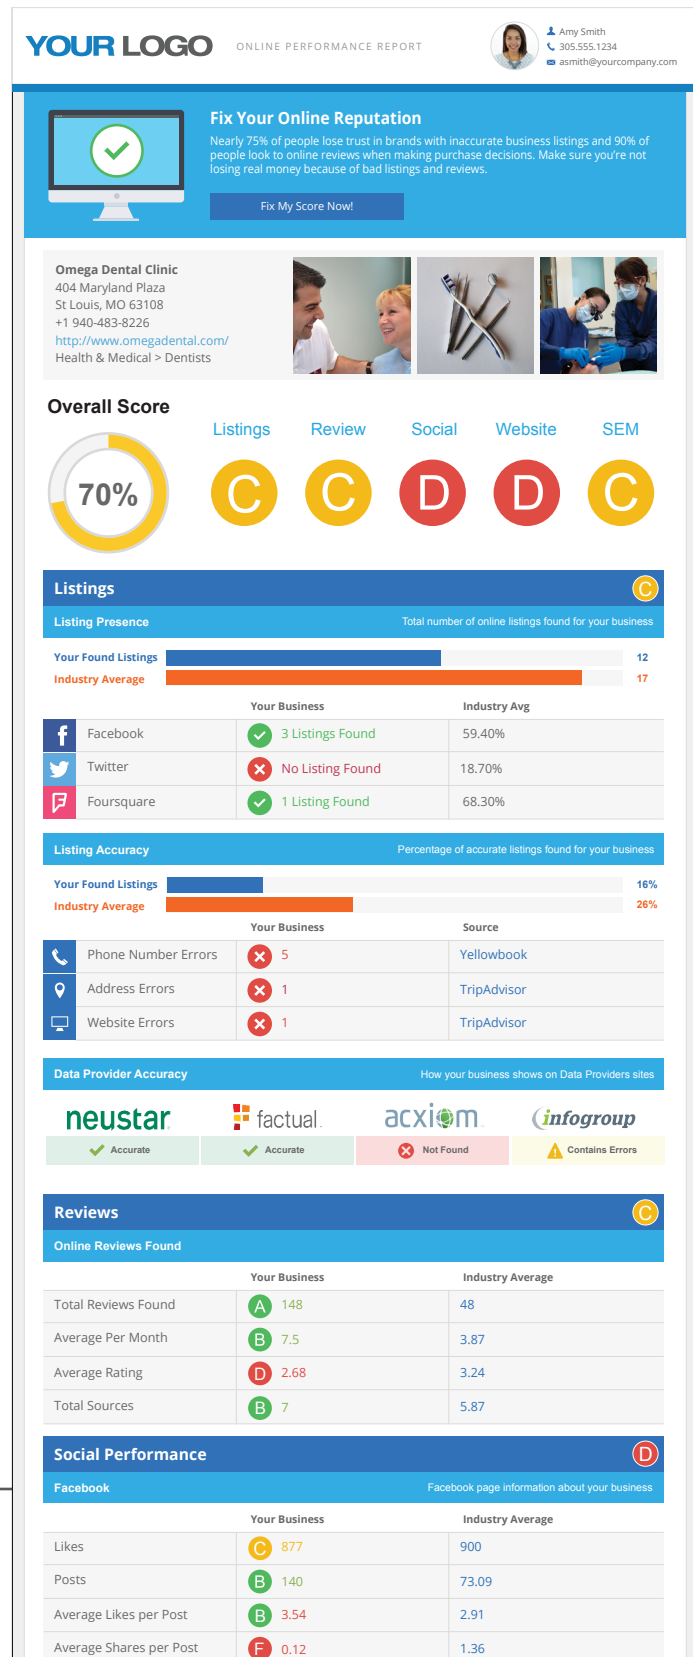 YOUR LOGO
ONLINE PERFORMANCE REPORT
Amy Smith
305.555.1234
asmith@yourcompany.com
Fix Your Online Reputation
Nearly 75% of people lose trust in brands with inaccurate business listings and 90% of
people look to online reviews when making purchase decisions. Make sure you're not
losing real money because of bad listings and reviews.
Fix My Score Now!
Omega Dental Clinic
404 Maryland Plaza
St Louis, MO 63108
+1 940-483-8226
http://www.omegadental.com/
Health & Medical > Dentists
Overall Score
70%
Listings Review Social Website SEM
C C D D C
Listings C
Listing Presence Total number of online listings found for your business
Your Found Listings 12
Industry Average 17
Your Business Industry Avg
Facebook 3 Listings Found 59.40%
Twitter No Listing Found 18.70%
Foursquare 1 Listing Found 68.30%
Listing Accuracy Percentage of accurate listings found for your business
Your Found Listings 16%
Industry Average 26%
Your Business Source
Phone Number Errors 5 Yellowbook
Address Errors 1 TripAdvisor
Website Errors 1 TripAdvisor
Data Provider Accuracy How your business shows on Data Providers sites
neustar factual. acxiom infogroup
Accurate Accurate Not Found Contains Errors
Reviews C
Online Reviews Found
Your Business Industry Average
Total Reviews Found A 148 48
Average Per Month B 7.5 3.87
Average Rating D 2.68 3.24
Total Sources B 7 5.87
Social Performance D
Facebook Facebook page information about your business
Your Business Industry Average
Likes C 877 900
Posts B 140 73.09
Average Likes per Post B 3.54 2.91
Average Shares per Post F 0.12 1.36